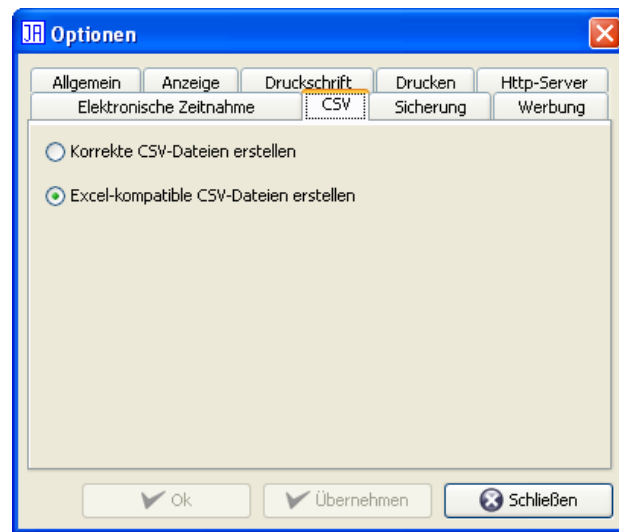 JA Optionen
Allgemein Anzeige Druckschrift Drucken Http-Server
Elektronische Zeitnahme CSV Sicherung Werbung
Korrekte CSV-Dateien erstellen
Excel-kompatible CSV-Dateien erstellen
Ok Übernehmen Schließen